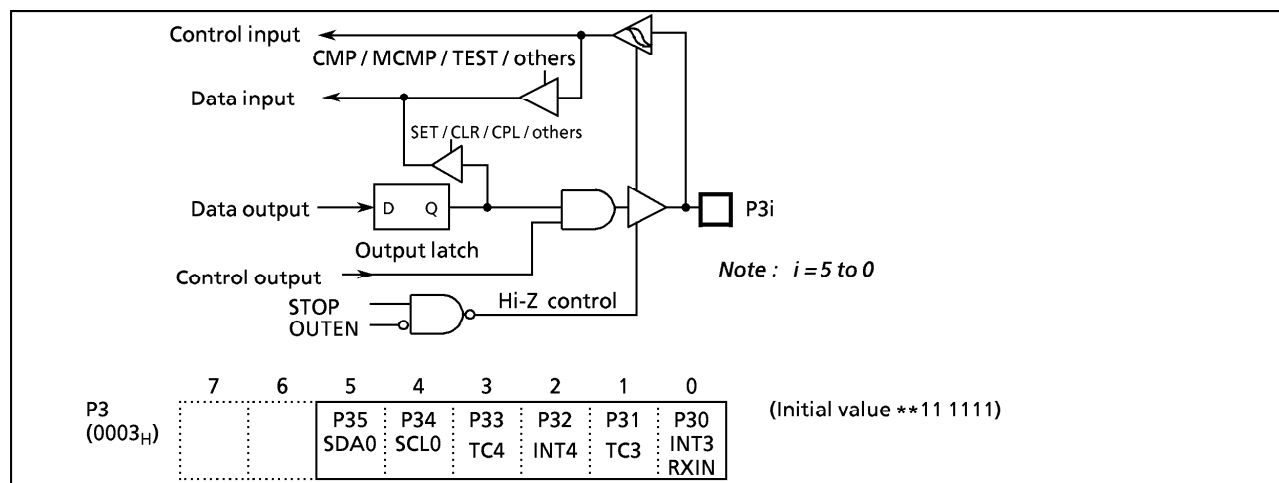 Control input
CMP / MCMP / TEST / others
Data input
SET / CLR / CPL / others
Data output
D Q
P3i
Output latch
Control output
Note : i = 5 to 0
STOP
OUTEN
Hi-Z control
7 6 5 4 3 2 1 0
P3
(0003H)
P35 P34 P33 P32 P31 P30
SDA0 SCL0 TC4 INT4 TC3 INT3
RXIN
(Initial value **11 1111)